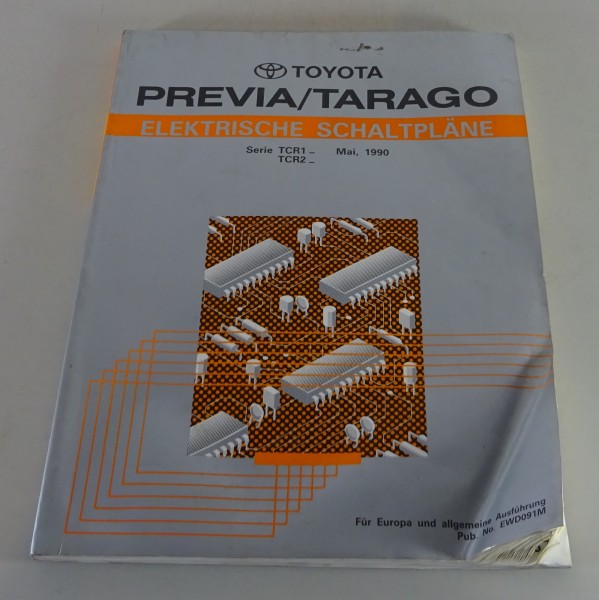 TOYOTA
PREVIA/TARAGO
ELEKTRISCHE SCHALTPLÄNE
Serie TCR1_ Mai, 1990
TCR2_
Für Europa und allgemeine Ausführung
Pub. No. EWD091M